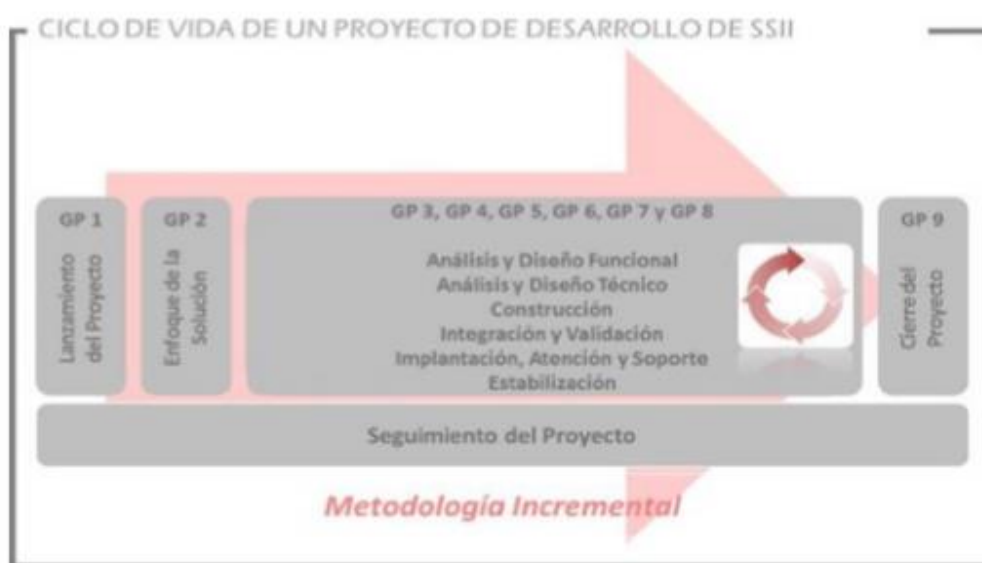 CICLO DE VIDA DE UN PROYECTO DE DESARROLLO DE SSII
GP 1
Lanzamiento
del Proyecto
GP 2
Enfoque de la
Solución
GP 3, GP 4, GP 5, GP 6, GP 7 y GP 8
Análisis y Diseño Funcional
Análisis y Diseño Técnico
Construcción
Integración y Validación
Implantación, Atención y Soporte
Estabilización
GP 9
Cierre del
Proyecto
Seguimiento del Proyecto
Metodología Incremental